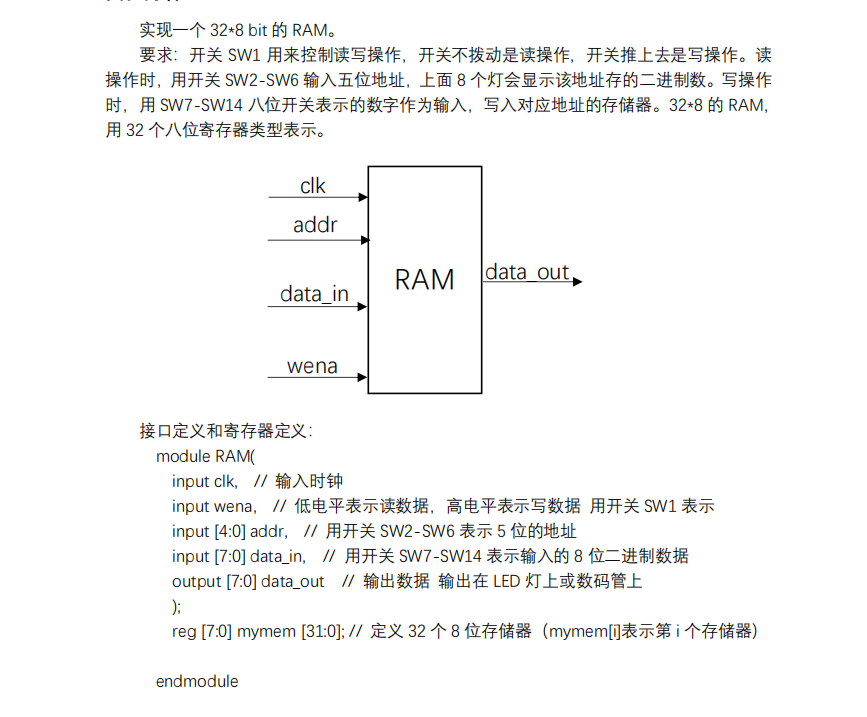 实现一个 32*8 bit 的 RAM。
要求：开关 SW1 用来控制读写操作，开关不拨动是读操作，开关推上去是写操作。读
操作时，用开关 SW2-SW6 输入五位地址，上面 8 个灯会显示该地址存的二进制数。写操作
时，用 SW7-SW14 八位开关表示的数字作为输入，写入对应地址的存储器。32*8 的 RAM,
用 32 个八位寄存器类型表示。
clk
addr
data_in
wena
RAM
data_out
接口定义和寄存器定义：
module RAM(
input clk, // 输入时钟
input wena, // 低电平表示读数据，高电平表示写数据 用开关 SW1 表示
input [4:0] addr, // 用开关 SW2-SW6 表示 5 位的地址
input [7:0] data_in, // 用开关 SW7-SW14 表示输入的 8 位二进制数据
output [7:0] data_out // 输出数据 输出在 LED 灯上或数码管上
);
reg [7:0] mymem [31:0]; // 定义 32 个 8 位存储器（mymem[i]表示第 i 个存储器）
endmodule